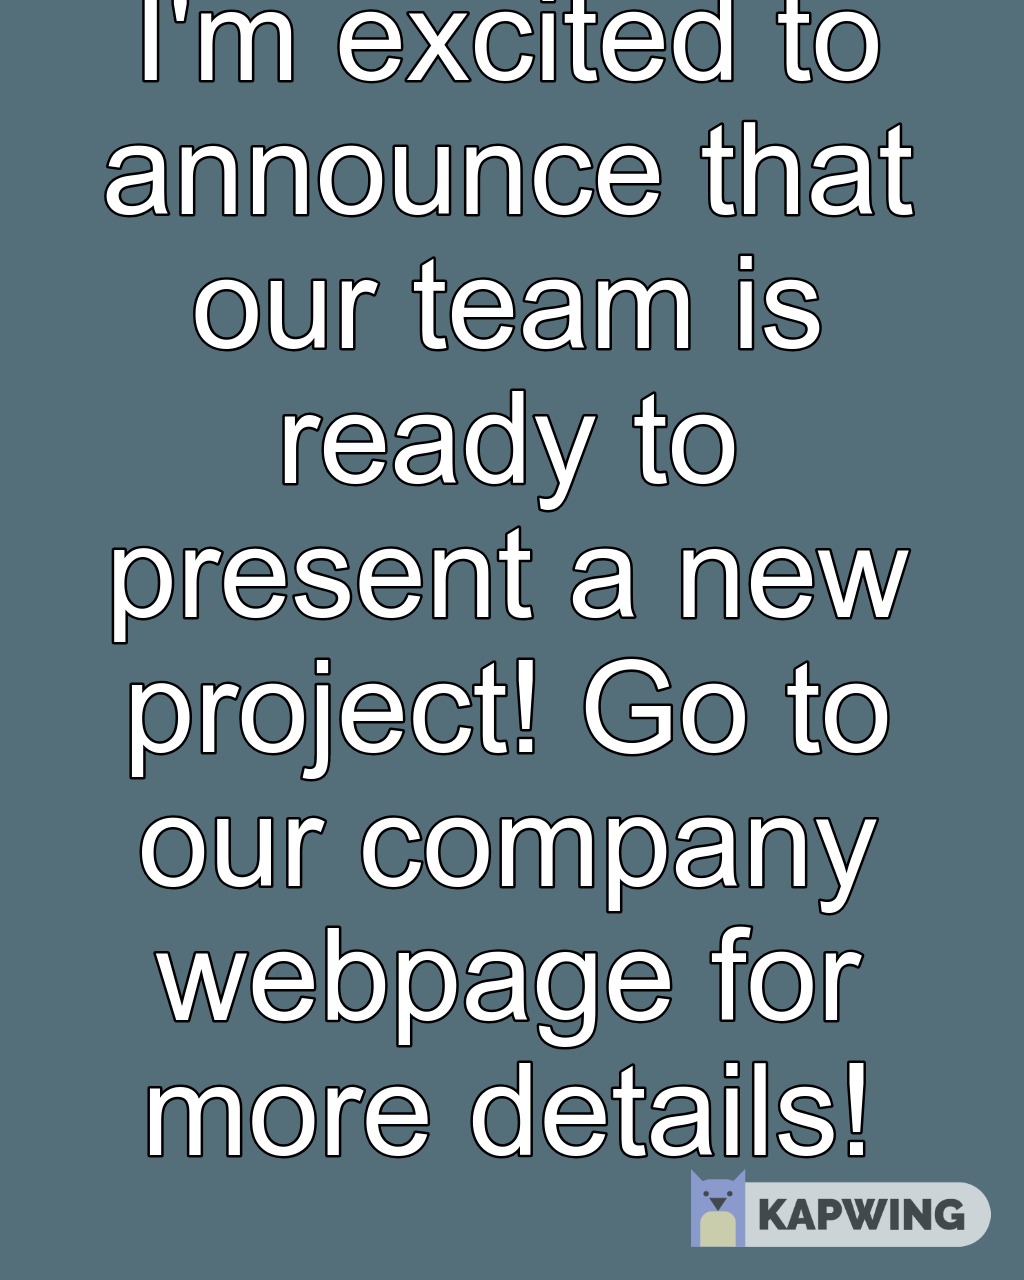 I'm excited to
announce that
our team is
ready to
present a new
project! Go to
our company
webpage for
more details!
KAPWING